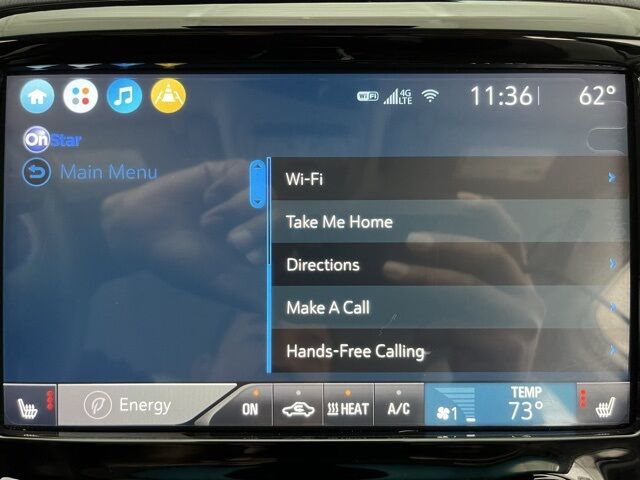 WiFi 4G LTE 11:36 62°
OnStar
Main Menu
Wi-Fi
Take Me Home
Directions
Make A Call
Hands-Free Calling
Energy
ON
HEAT
A/C
1
TEMP
73°